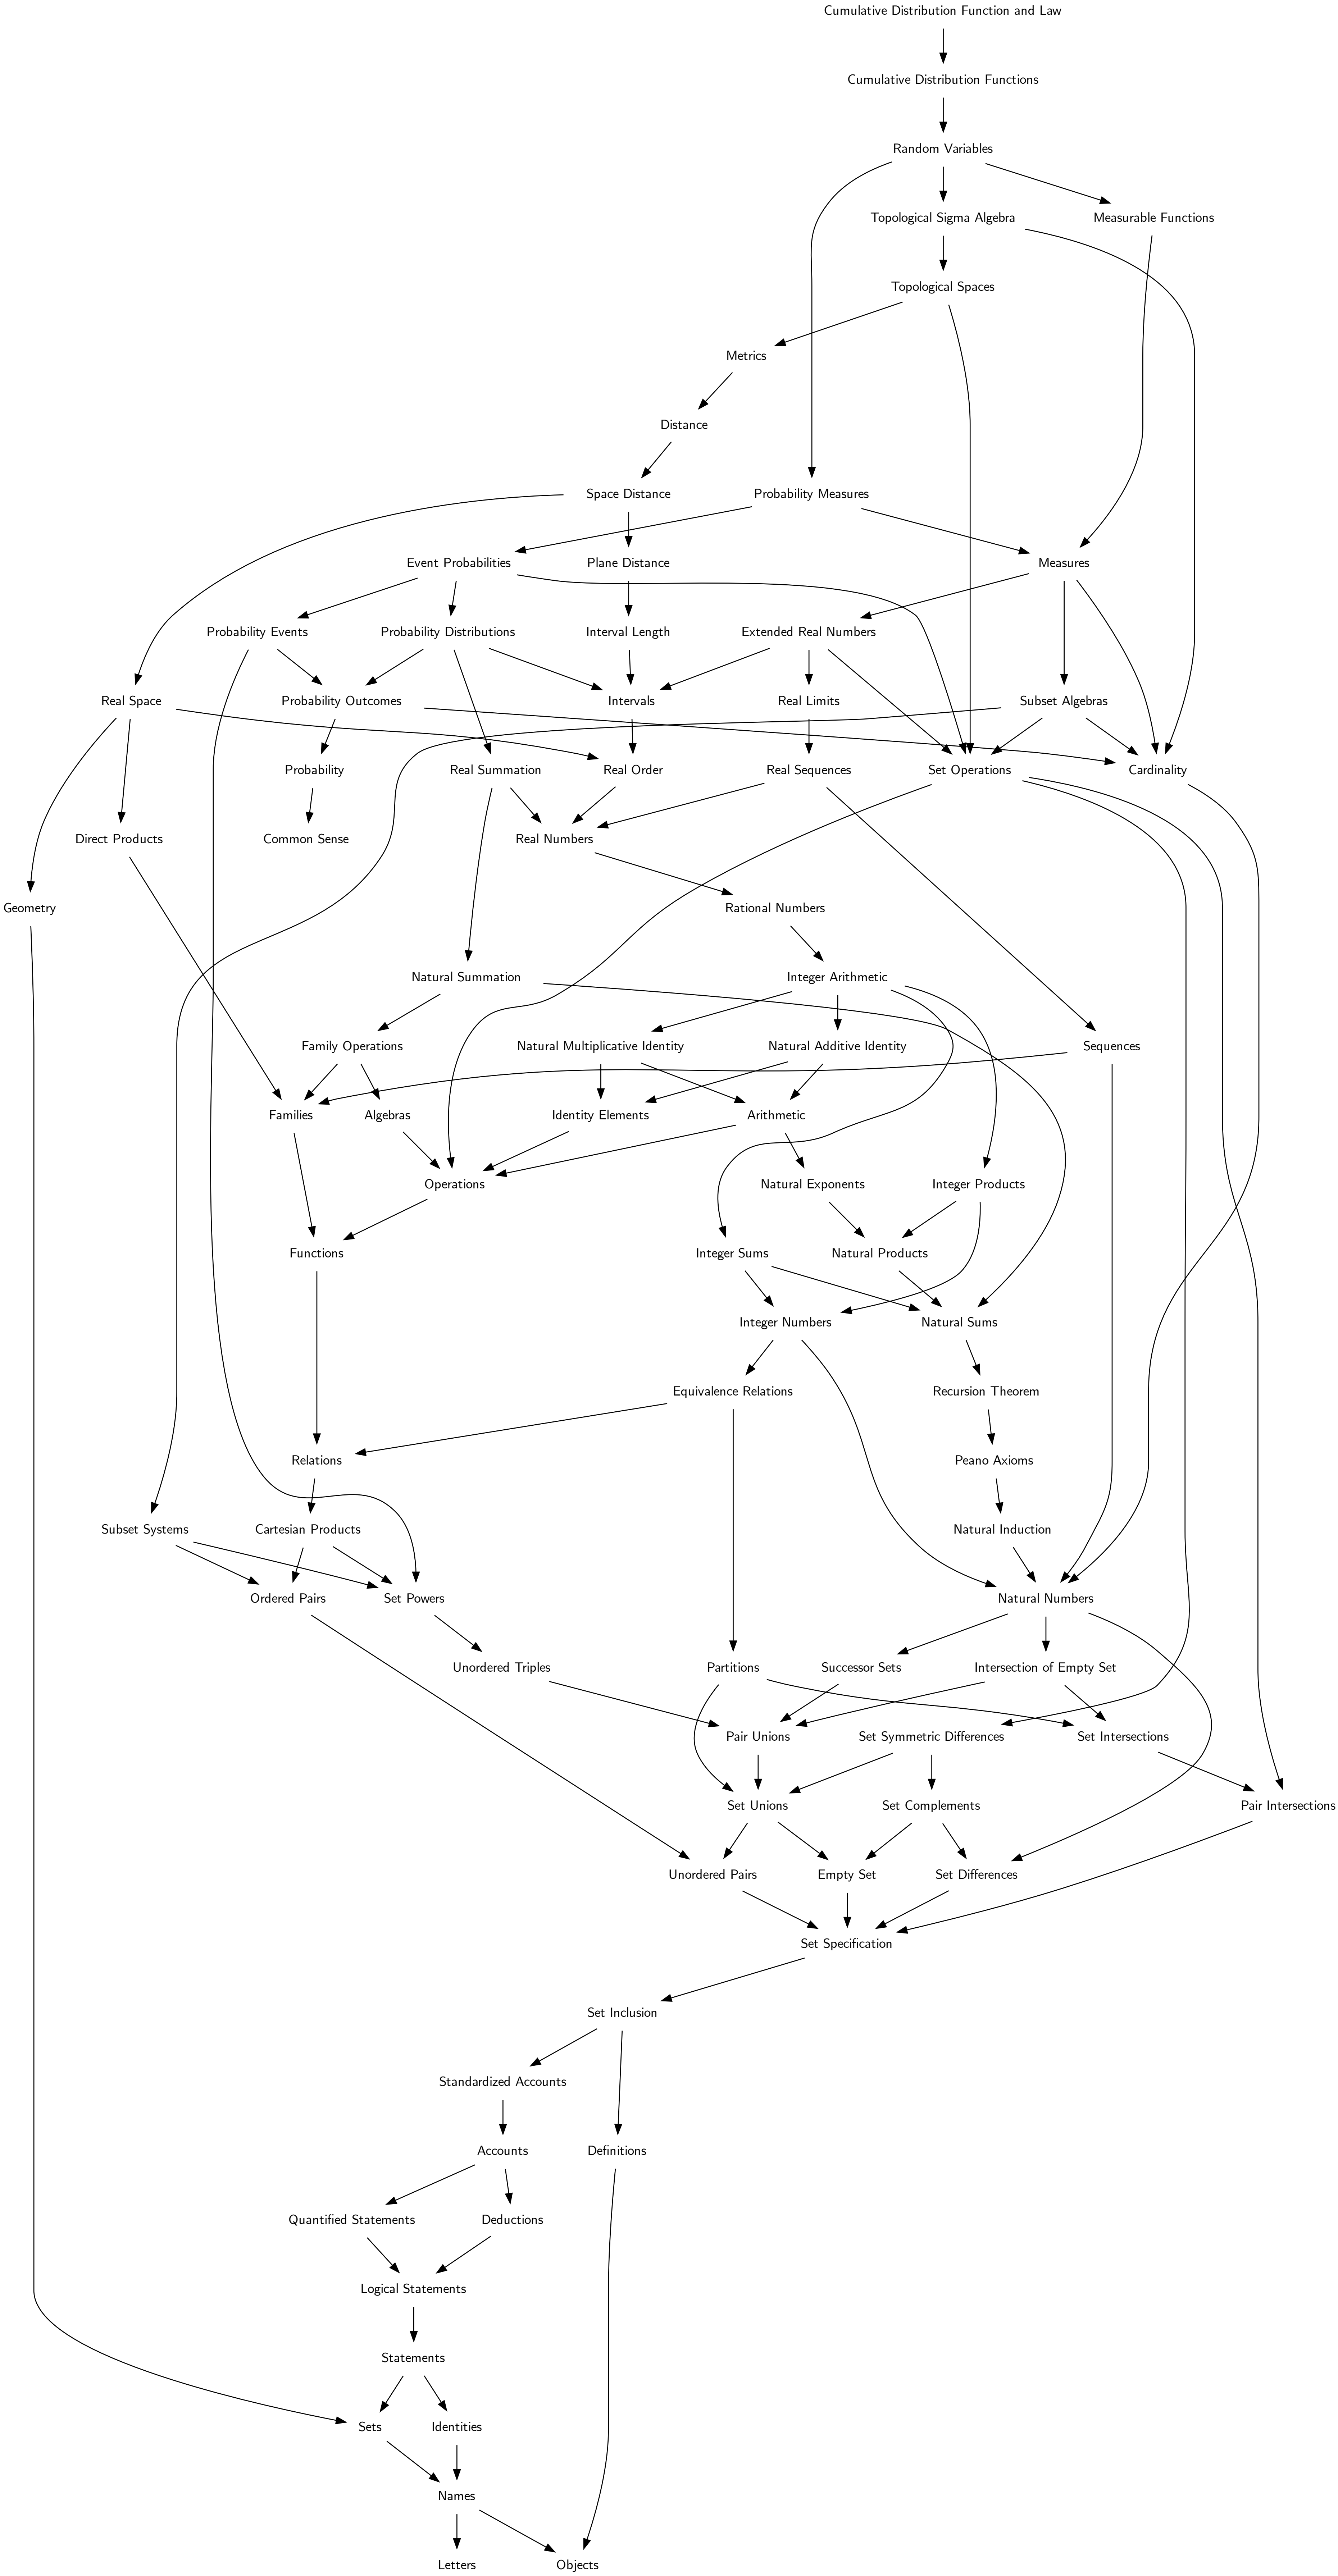 Cumulative Distribution Function and Law
Cumulative Distribution Functions
Random Variables
Topological Sigma Algebra
Measurable Functions
Topological Spaces
Metrics
Distance
Space Distance
Probability Measures
Event Probabilities
Plane Distance
Measures
Probability Events
Probability Distributions
Interval Length
Extended Real Numbers
Real Space
Probability Outcomes
Intervals
Real Limits
Subset Algebras
Probability
Real Summation
Real Order
Real Sequences
Set Operations
Cardinality
Direct Products
Common Sense
Real Numbers
Geometry
Rational Numbers
Natural Summation
Integer Arithmetic
Family Operations
Natural Multiplicative Identity
Natural Additive Identity
Sequences
Families
Algebras
Identity Elements
Arithmetic
Operations
Natural Exponents
Integer Products
Functions
Integer Sums
Natural Products
Integer Numbers
Natural Sums
Equivalence Relations
Recursion Theorem
Relations
Peano Axioms
Subset Systems
Cartesian Products
Natural Induction
Ordered Pairs
Set Powers
Natural Numbers
Unordered Triples
Partitions
Successor Sets
Intersection of Empty Set
Pair Unions
Set Symmetric Differences
Set Intersections
Set Unions
Set Complements
Pair Intersections
Unordered Pairs
Empty Set
Set Differences
Set Specification
Set Inclusion
Standardized Accounts
Accounts
Definitions
Quantified Statements
Deductions
Logical Statements
Statements
Sets
Identities
Names
Letters
Objects